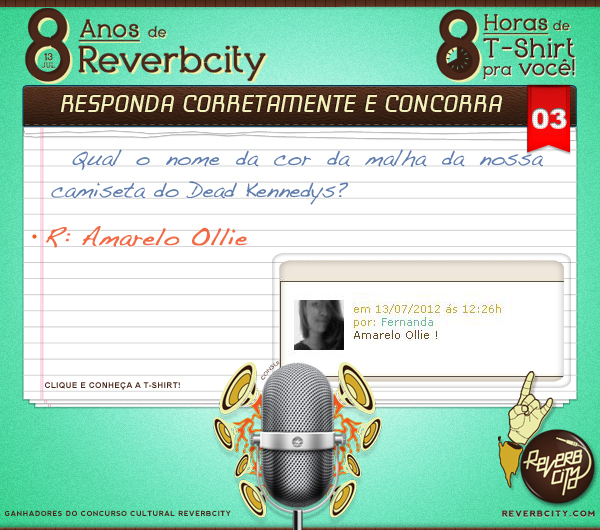 8 Anos de
Reverbcity
13
JUL
8 Horas de
T-Shirt
pra você!
RESPONDA CORRETAMENTE E CONCORRA
03
Qual o nome da cor da malha da nossa
camiseta do Dead Kennedys?
• R: Amarelo Ollie
em 13/07/2012 ás 12:26h
por: Fernanda
Amarelo Ollie !
CLIQUE E CONHEÇA A T-SHIRT!
REVERB
CITY
GANHADORES DO CONCURSO CULTURAL REVERBCITY
REVERBCITY.COM